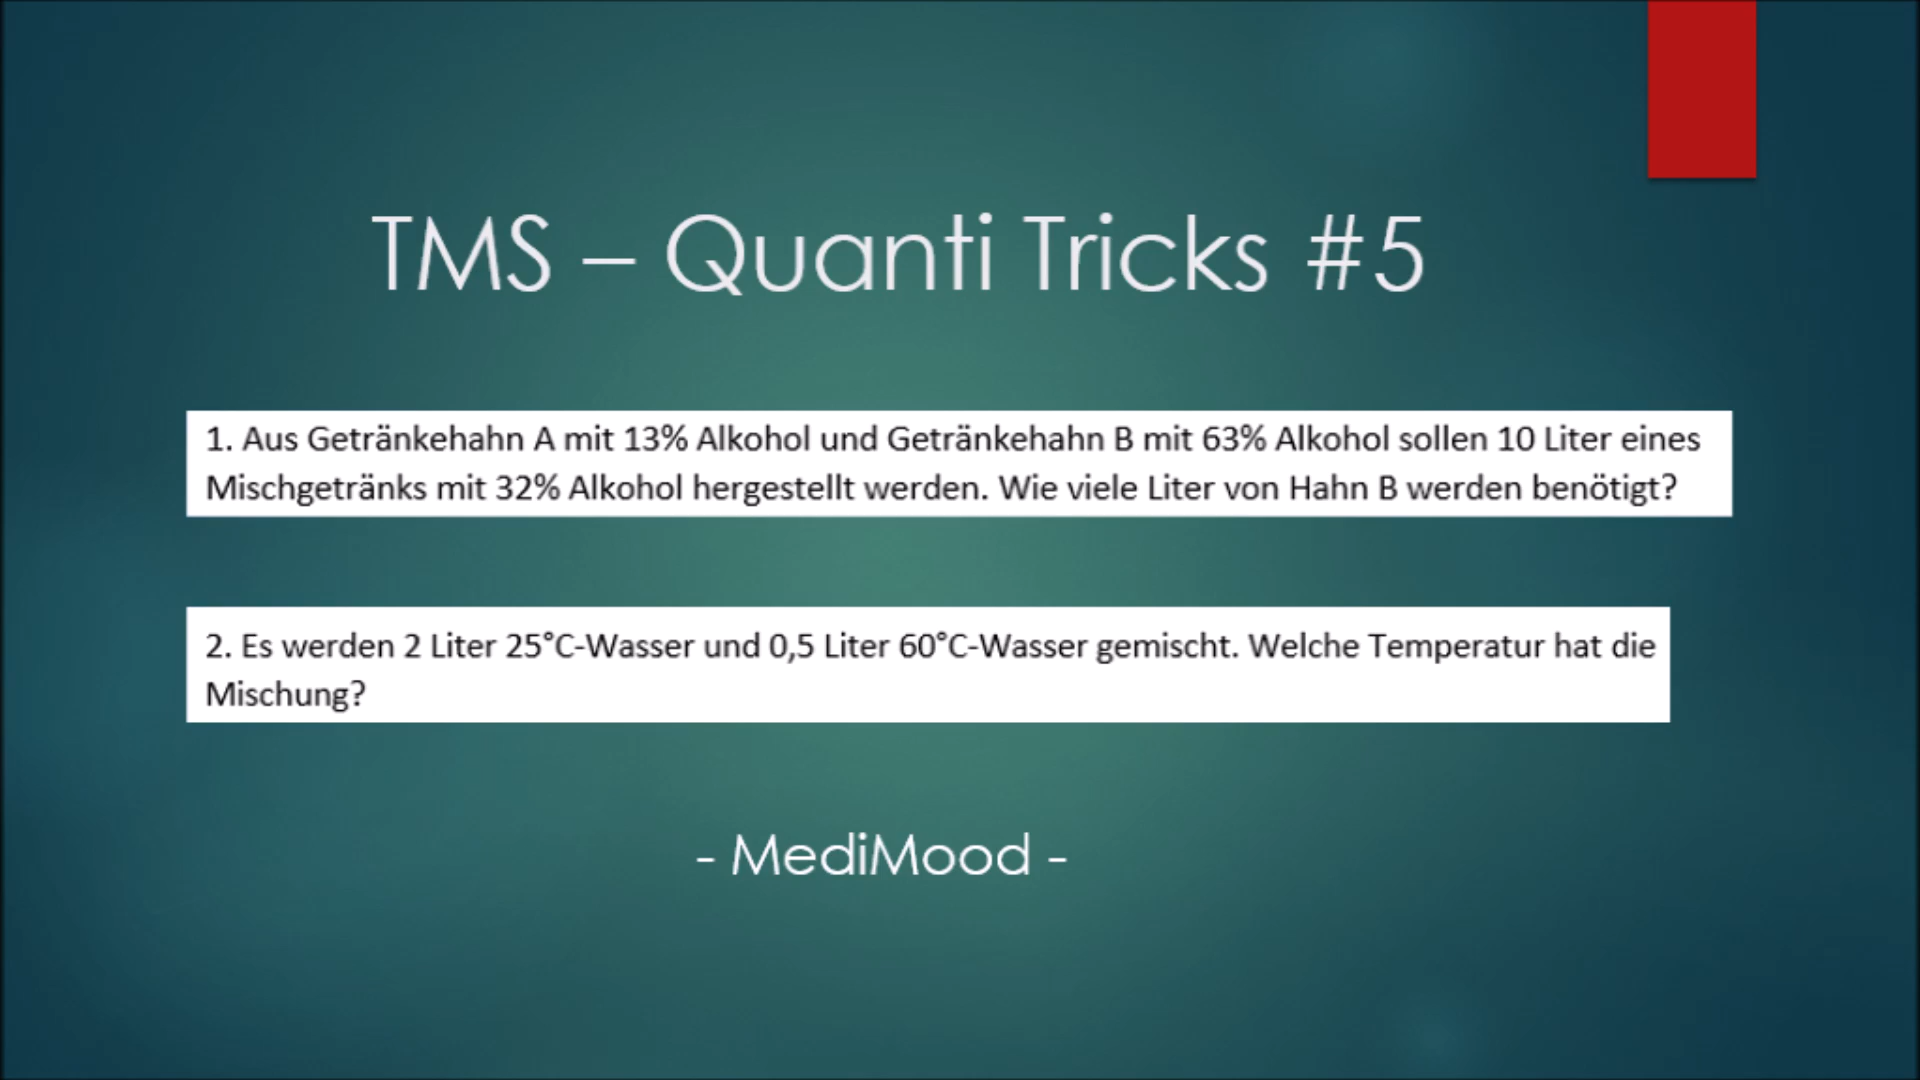 TMS – Quanti Tricks #5
1. Aus Getränkehahn A mit 13% Alkohol und Getränkehahn B mit 63% Alkohol sollen 10 Liter eines
Mischgetränks mit 32% Alkohol hergestellt werden. Wie viele Liter von Hahn B werden benötigt?
2. Es werden 2 Liter 25°C-Wasser und 0,5 Liter 60°C-Wasser gemischt. Welche Temperatur hat die
Mischung?
- MediMood -